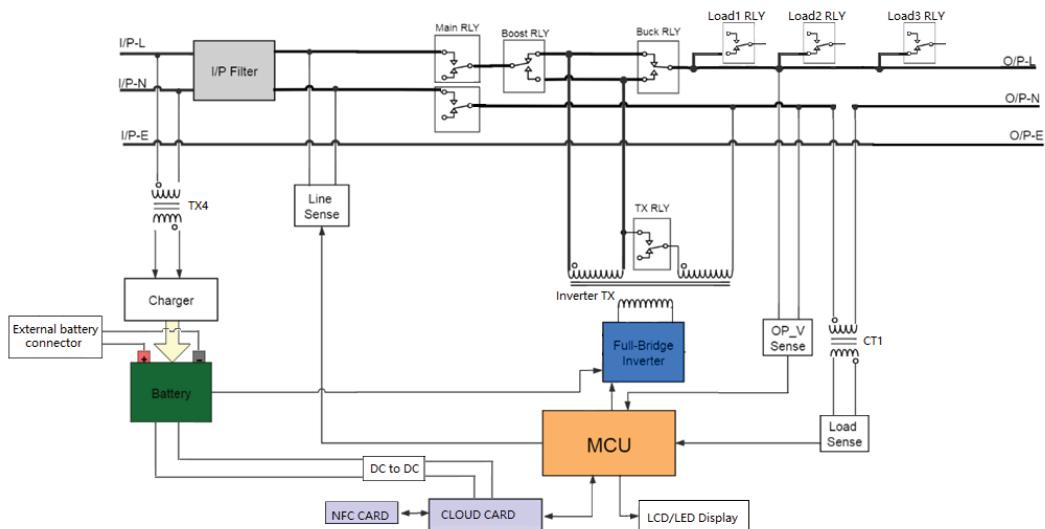 Load1 RLY
Load2 RLY
Load3 RLY
Main RLY
Boost RLY
Buck RLY
I/P-L
I/P Filter
O/P-L
I/P-N
O/P-N
I/P-E
O/P-E
TX4
Line
Sense
TX RLY
Charger
Inverter TX
External battery
connector
+
-
Full-Bridge
Inverter
OP_V
Sense
CT1
Battery
MCU
Load
Sense
DC to DC
NFC CARD
CLOUD CARD
LCD/LED Display